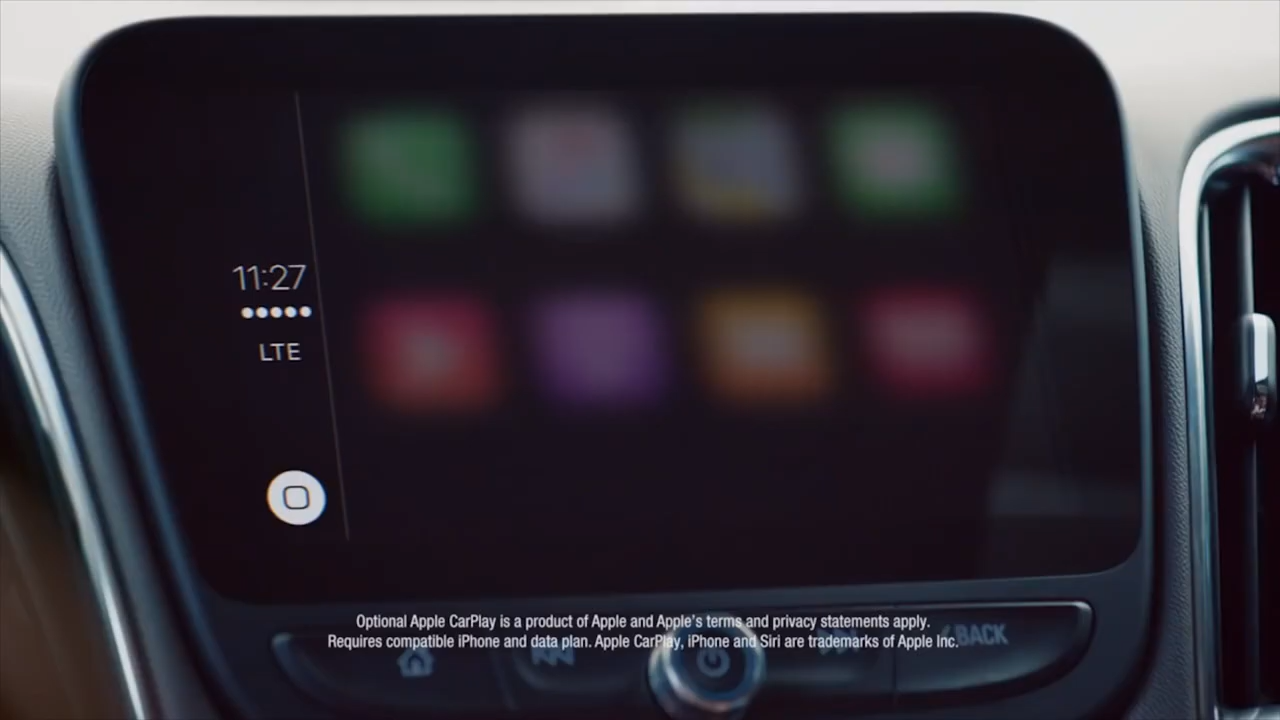 11:27
LTE
Optional Apple CarPlay is a product of Apple and Apple's terms and privacy statements apply.
Requires compatible iPhone and data plan. Apple CarPlay, iPhone and Siri are trademarks of Apple Inc.
BACK